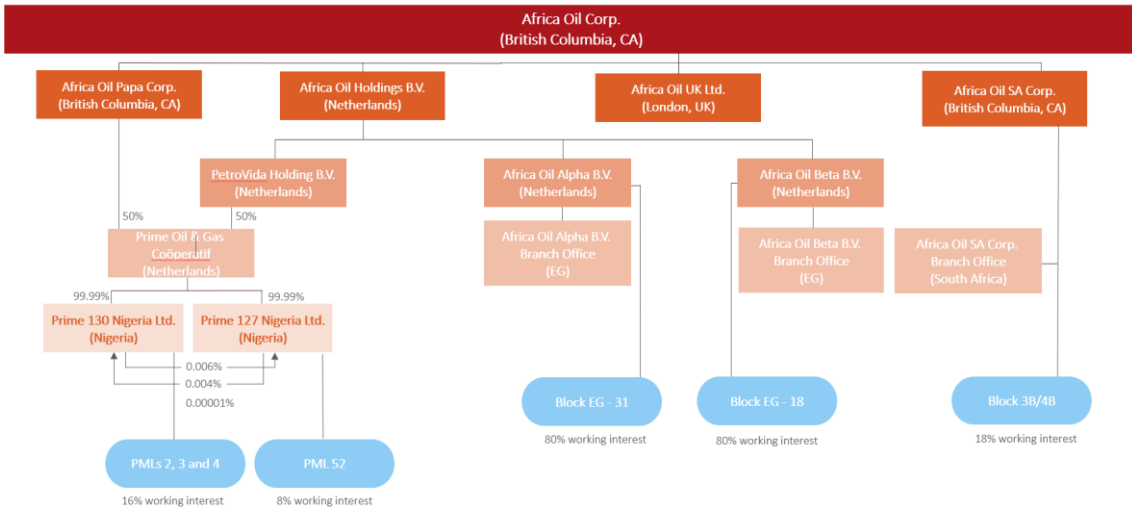 Africa Oil Corp.
(British Columbia, CA)
Africa Oil Papa Corp.
(British Columbia, CA)
Africa Oil Holdings B.V.
(Netherlands)
Africa Oil UK Ltd.
(London, UK)
Africa Oil SA Corp.
(British Columbia, CA)
PetroVida Holding B.V.
(Netherlands)
Africa Oil Alpha B.V.
(Netherlands)
Africa Oil Beta B.V.
(Netherlands)
50%
50%
Prime Oil & Gas
Coöperatif
(Netherlands)
Africa Oil Alpha B.V.
Branch Office
(EG)
Africa Oil Beta B.V.
Branch Office
(EG)
Africa Oil SA Corp.
Branch Office
(South Africa)
99.99%
99.99%
Prime 130 Nigeria Ltd.
(Nigeria)
Prime 127 Nigeria Ltd.
(Nigeria)
0.006%
0.004%
0.00001%
Block EG - 31
Block EG - 18
Block 3B/4B
80% working interest
80% working interest
18% working interest
PMLs 2, 3 and 4
PML 52
16% working interest
8% working interest